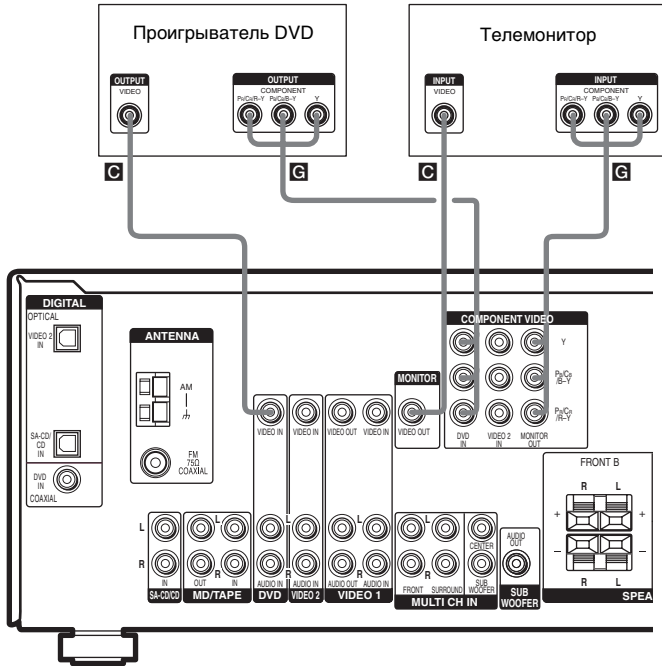 Проигрыватель DVD
Телемонитор
OUTPUT
VIDEO
OUTPUT
COMPONENT
PR/CR/R–Y PB/CB/B–Y Y
INPUT
VIDEO
INPUT
COMPONENT
PR/CR/R–Y PB/CB/B–Y Y
C
G
C
G
DIGITAL
OPTICAL
VIDEO 2
IN
SA-CD/
CD
IN
DVD
IN
COAXIAL
ANTENNA
AM
FM
75Ω
COAXIAL
COMPONENT VIDEO
Y
PB/CB
/B–Y
PR/CR
/R–Y
DVD
IN
VIDEO 2
IN
MONITOR
OUT
MONITOR
VIDEO OUT
VIDEO IN
VIDEO IN
VIDEO OUT
VIDEO IN
FRONT B
R L
+ +
– –
R L
SPEA
L
R
IN
SA-CD/CD
L
R
OUT
IN
MD/TAPE
L
R
AUDIO IN
DVD
AUDIO IN
VIDEO 2
L
R
AUDIO OUT
AUDIO IN
VIDEO 1
L
R
FRONT
SURROUND
CENTER
SUB
WOOFER
MULTI CH IN
AUDIO
OUT
SUB
WOOFER